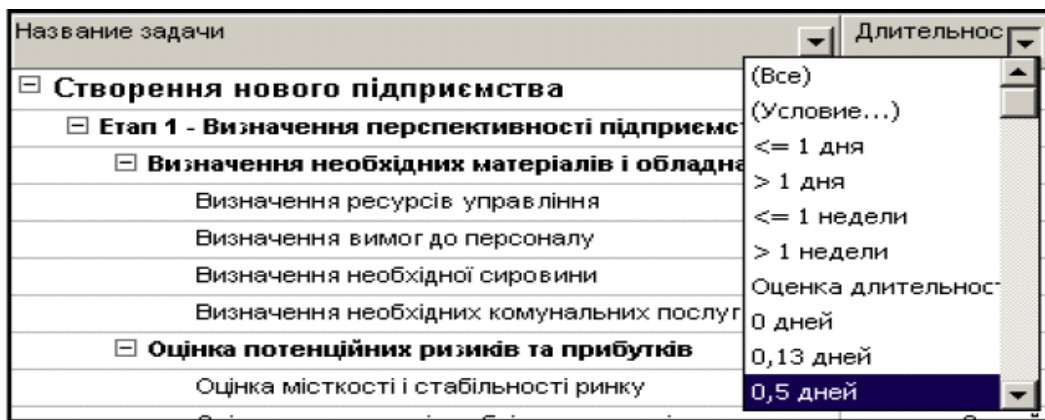 Название задачи
Длительнос
Створення нового підприємства
Етап 1 - Визначення перспективності підприємс
Визначення необхідних матеріалів і обладна
Визначення ресурсів управління
Визначення вимог до персоналу
Визначення необхідної сировини
Визначення необхідних комунальних послуг
Оцінка потенційних ризиків та прибутків
Оцінка місткості і стабільності ринку
(Все)
(Условие...)
<= 1 дня
> 1 дня
<= 1 недели
> 1 недели
Оценка длительнос
0 дней
0,13 дней
0,5 дней